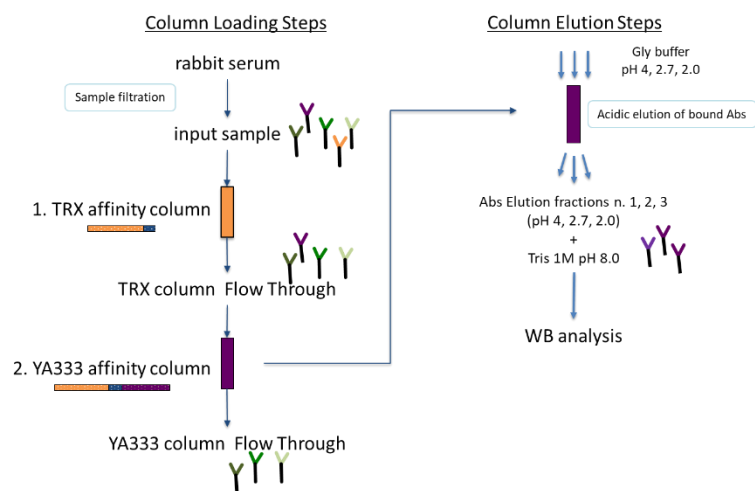 Column Loading Steps
rabbit serum
Sample filtration
input sample
1. TRX affinity column
TRX column Flow Through
2. YA333 affinity column
YA333 column Flow Through
Column Elution Steps
Gly buffer
pH 4, 2.7, 2.0
Acidic elution of bound Abs
Abs Elution fractions n. 1, 2, 3
(pH 4, 2.7, 2.0)
+
Tris 1M pH 8.0
WB analysis